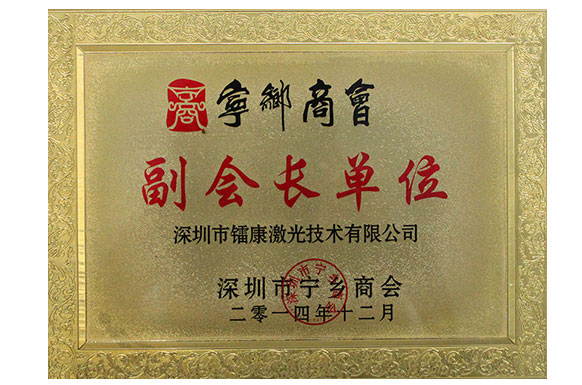 寧鄉商會
副会长单位
深圳市镭康激光技术有限公司
深圳市宁乡商会
二零一四年十二月